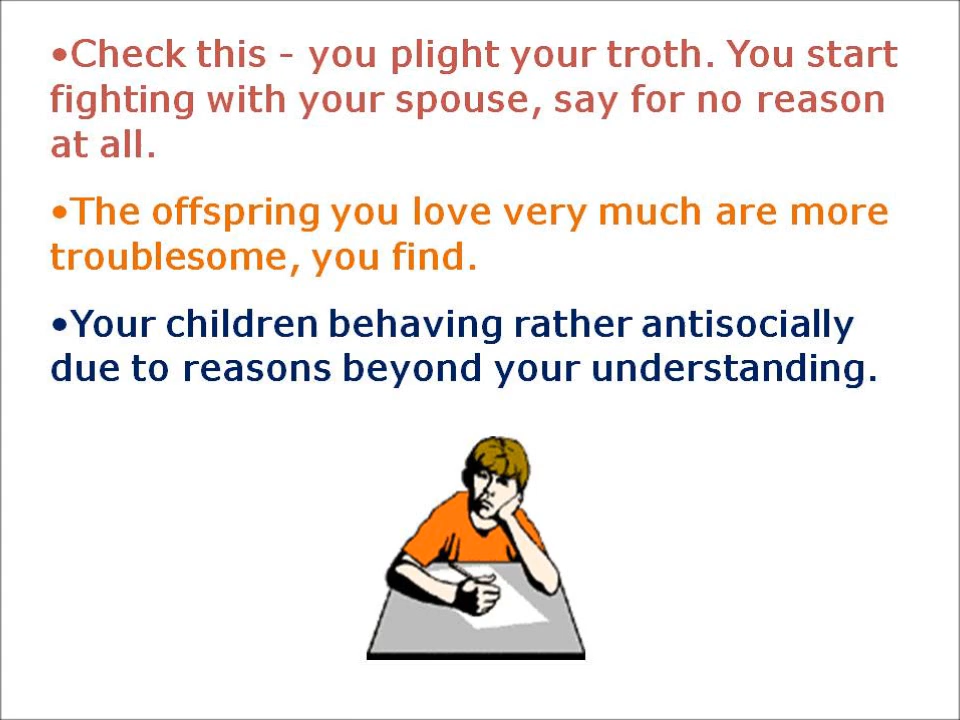 •Check this - you plight your troth. You start
fighting with your spouse, say for no reason
at all.
•The offspring you love very much are more
troublesome, you find.
•Your children behaving rather antisocially
due to reasons beyond your understanding.